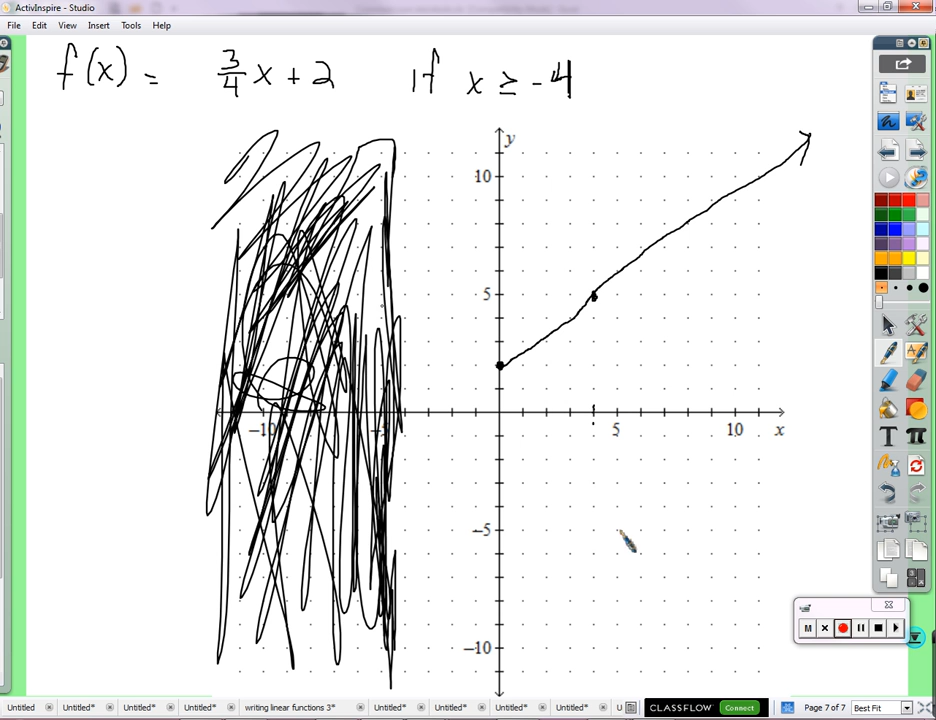 ActivInspire - Studio
File Edit View Insert Tools Help
f(x) = 3/4 x + 2 if x ≥ -4
y
10
5
-10
5
10
x
-5
-10
M
Untitled Untitled* Untitled* Untitled* writing linear functions 3* Untitled* Untitled* Untitled* Untitled* Untitled* U CLASSFLOW Connect Page 7 of 7 Best Fit